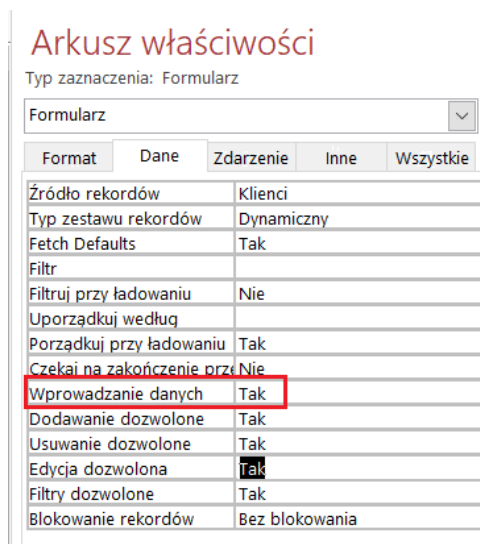 Arkusz właściwości
Typ zaznaczenia: Formularz
Formularz
Format Dane Zdarzenie Inne Wszystkie
Źródło rekordów Klienci
Typ zestawu rekordów Dynamiczny
Fetch Defaults Tak
Filtr
Filtruj przy ładowaniu Nie
Uporządkuj według
Porządkuj przy ładowaniu Tak
Czekaj na zakończenie prze Nie
Wprowadzanie danych Tak
Dodawanie dozwolone Tak
Usuwanie dozwolone Tak
Edycja dozwolona Tak
Filtry dozwolone Tak
Blokowanie rekordów Bez blokowania